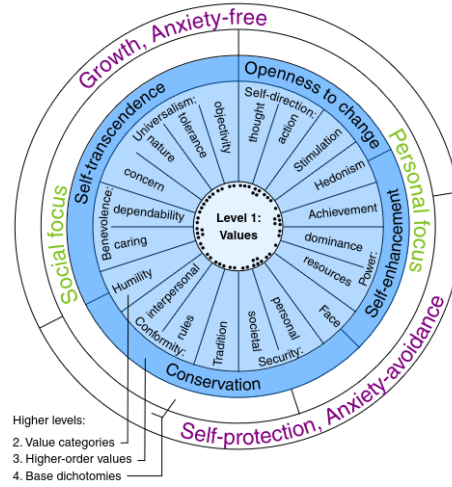 Growth, Anxiety-free
Self-protection, Anxiety-avoidance
Social focus
Personal focus
Self-transcendence
Openness to change
Self-enhancement
Conservation
Self-direction:
thought
action
Stimulation
Hedonism
Achievement
Power:
dominance
resources
Face
Security:
personal
societal
Tradition
Conformity:
rules
interpersonal
Humility
Benevolence:
caring
dependability
Universalism:
concern
nature
tolerance
objectivity
Level 1:
Values
Higher levels:
2. Value categories
3. Higher-order values
4. Base dichotomies